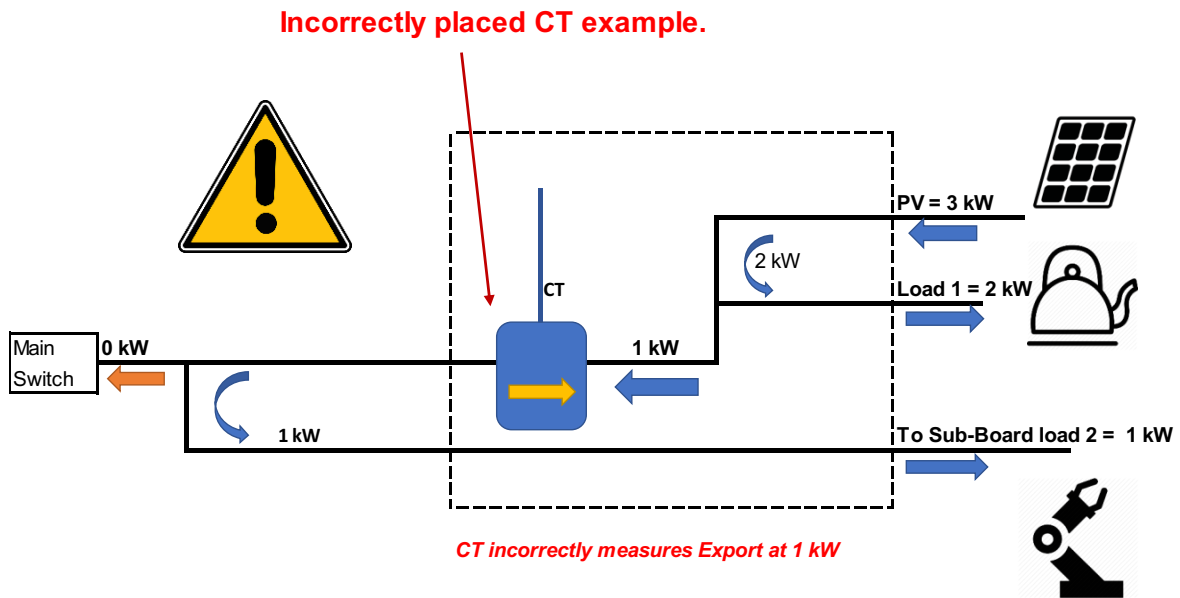 Incorrectly placed CT example.
PV = 3 kW
2 kW
CT
Load 1 = 2 kW
Main
Switch
0 kW
1 kW
1 kW
To Sub-Board load 2 = 1 kW
CT incorrectly measures Export at 1 kW